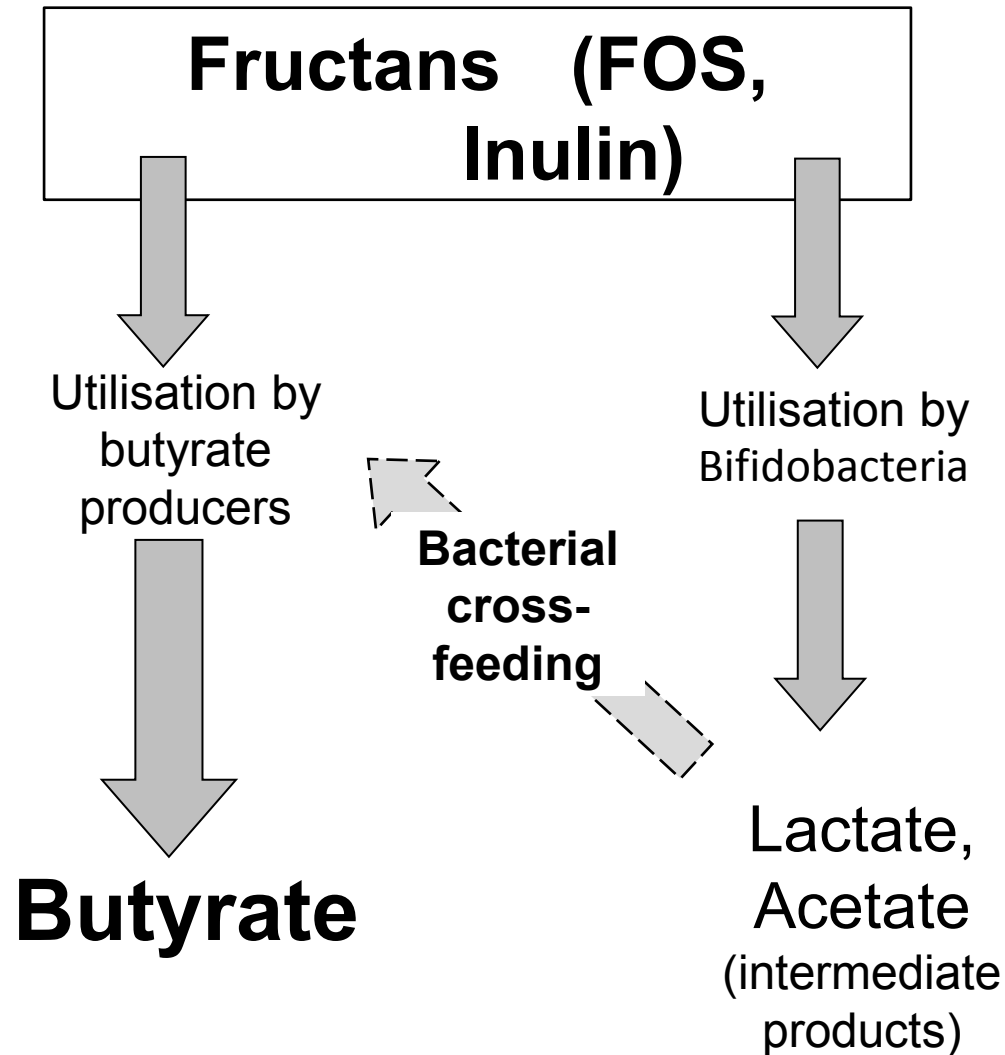 Fructans (FOS,
Inulin)
Utilisation by
butyrate
producers
Utilisation by
Bifidobacteria
Bacterial
cross-
feeding
Butyrate
Lactate,
Acetate
(intermediate
products)